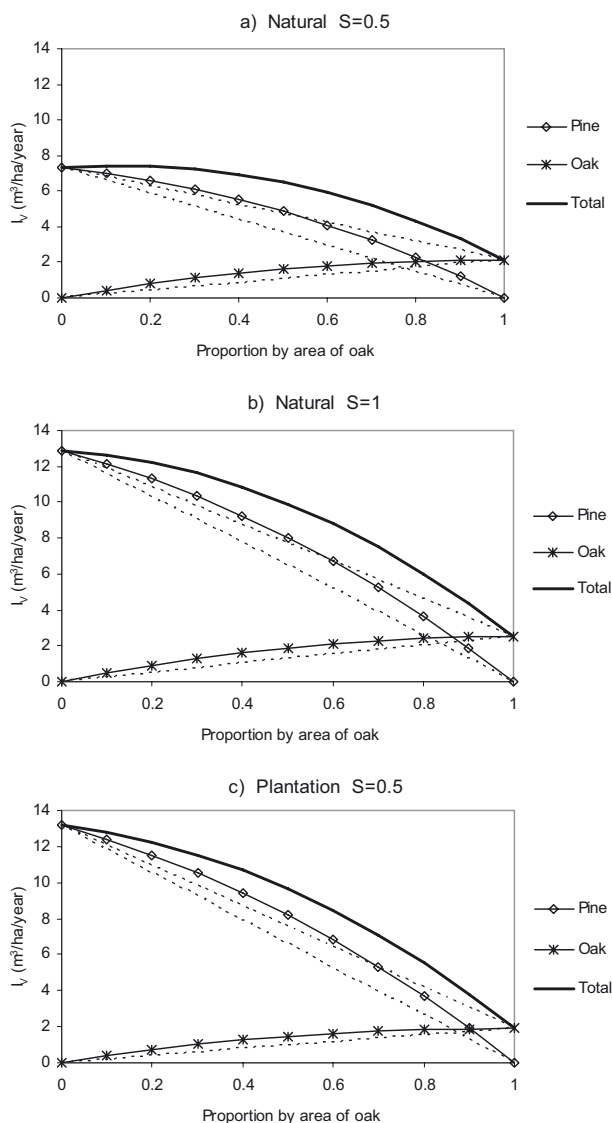 a) Natural S=0.5
14
12
10
8
6
4
2
0
I_V (m³/ha/year)
0 0.2 0.4 0.6 0.8 1
Proportion by area of oak
Pine
Oak
Total
b) Natural S=1
14
12
10
8
6
4
2
0
I_V (m³/ha/year)
0 0.2 0.4 0.6 0.8 1
Proportion by area of oak
Pine
Oak
Total
c) Plantation S=0.5
14
12
10
8
6
4
2
0
I_V (m³/ha/year)
0 0.2 0.4 0.6 0.8 1
Proportion by area of oak
Pine
Oak
Total